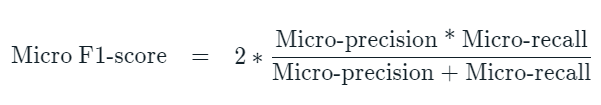 Micro F1-score = 2 * Micro-precision * Micro-recall
Micro-precision + Micro-recall